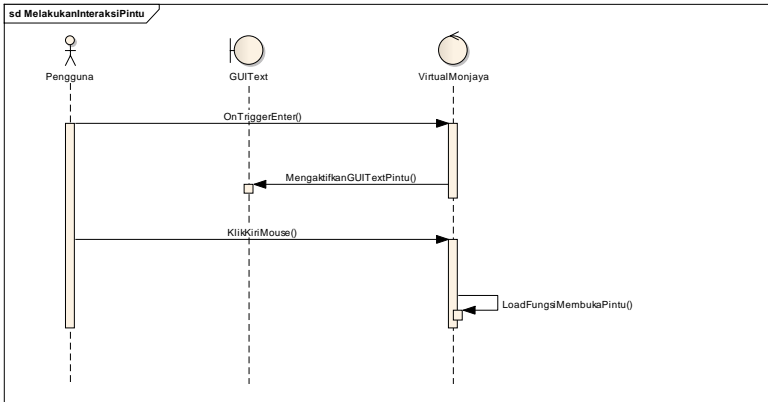 sd MelakukanInteraksiPintu
Pengguna
GUIText
VirtualMonjaya
OnTriggerEnter()
MengaktifkanGUITextPintu()
KlikKiriMouse()
LoadFungsiMembukaPintu()